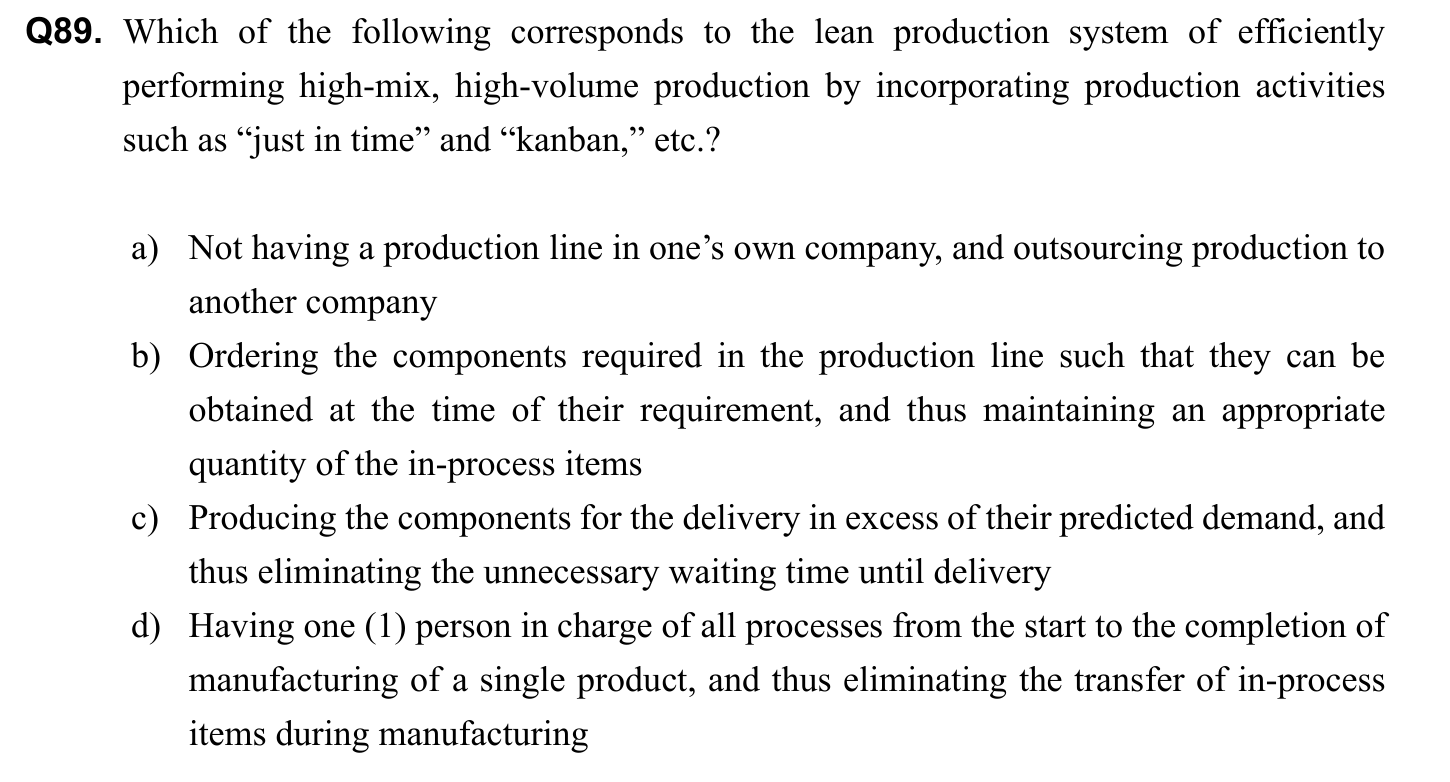 Q89. Which of the following corresponds to the lean production system of efficiently
performing high-mix, high-volume production by incorporating production activities
such as “just in time” and “kanban,” etc.?
a) Not having a production line in one’s own company, and outsourcing production to
another company
b) Ordering the components required in the production line such that they can be
obtained at the time of their requirement, and thus maintaining an appropriate
quantity of the in-process items
c) Producing the components for the delivery in excess of their predicted demand, and
thus eliminating the unnecessary waiting time until delivery
d) Having one (1) person in charge of all processes from the start to the completion of
manufacturing of a single product, and thus eliminating the transfer of in-process
items during manufacturing